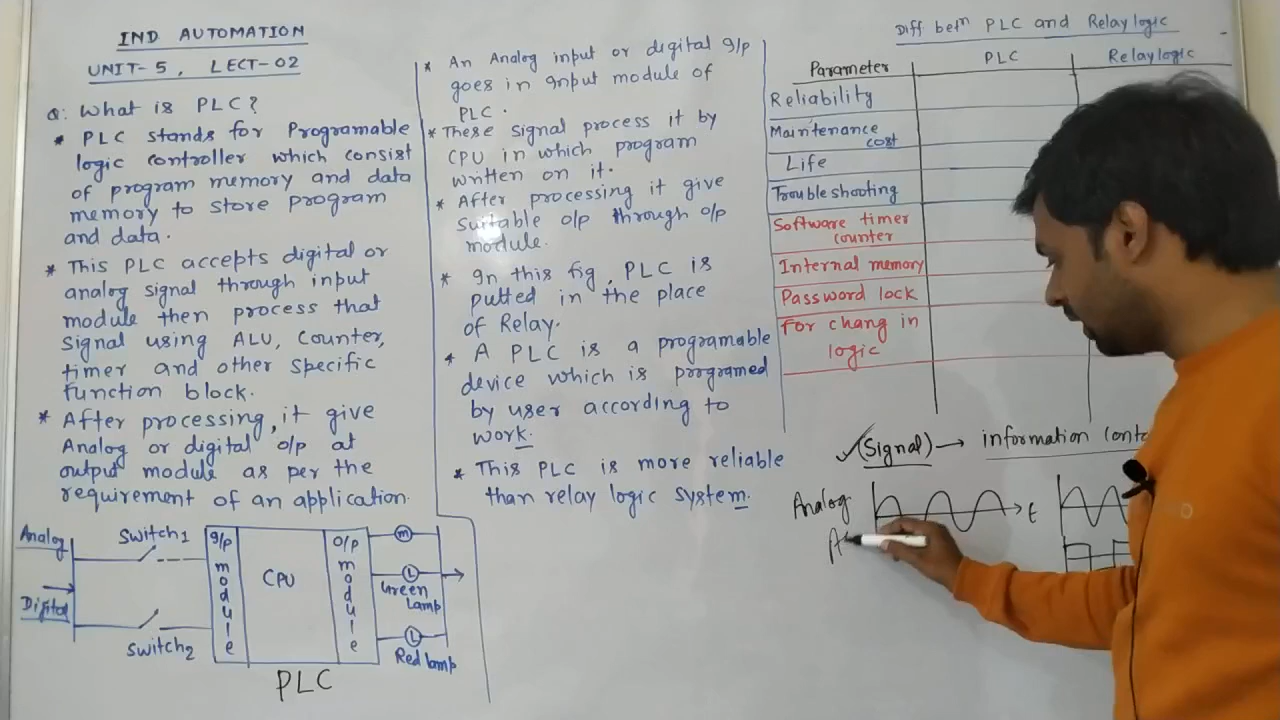 IND AUTOMATION
UNIT-5, LECT-02
Q: What is PLC?
* PLC stands for Programable
logic controller which consist
of program memory and data
memory to store program
and data.
* This PLC accepts digital or
analog signal through input
module then process that
signal using ALU, Counter,
timer and other specific
function block.
* After processing, it give
Analog or digital o/p at
output module as per the
requirement of an application.
Analog
Digital
Switch1
Switch2
I/p module
CPU
O/p module
M
L
Green
Lamp
L
Red lamp
PLC
* An Analog input or digital I/p
goes in input module of
PLC.
* These signal process it by
CPU in which program
written on it.
* After processing it give
Suitable o/p through o/p
module.
* In this fig, PLC is
putted in the place
of Relay.
* A PLC is a programable
device which is programed
by user according to
work.
* This PLC is more reliable
than relay logic system.
Diff betn PLC and Relay logic
Parameter PLC Relay logic
Reliability
Maintenance
cost
Life
Troubleshooting
Software timer
counter
Internal memory
Password lock
For chang in
logic
(Signal) → information
Analog
t